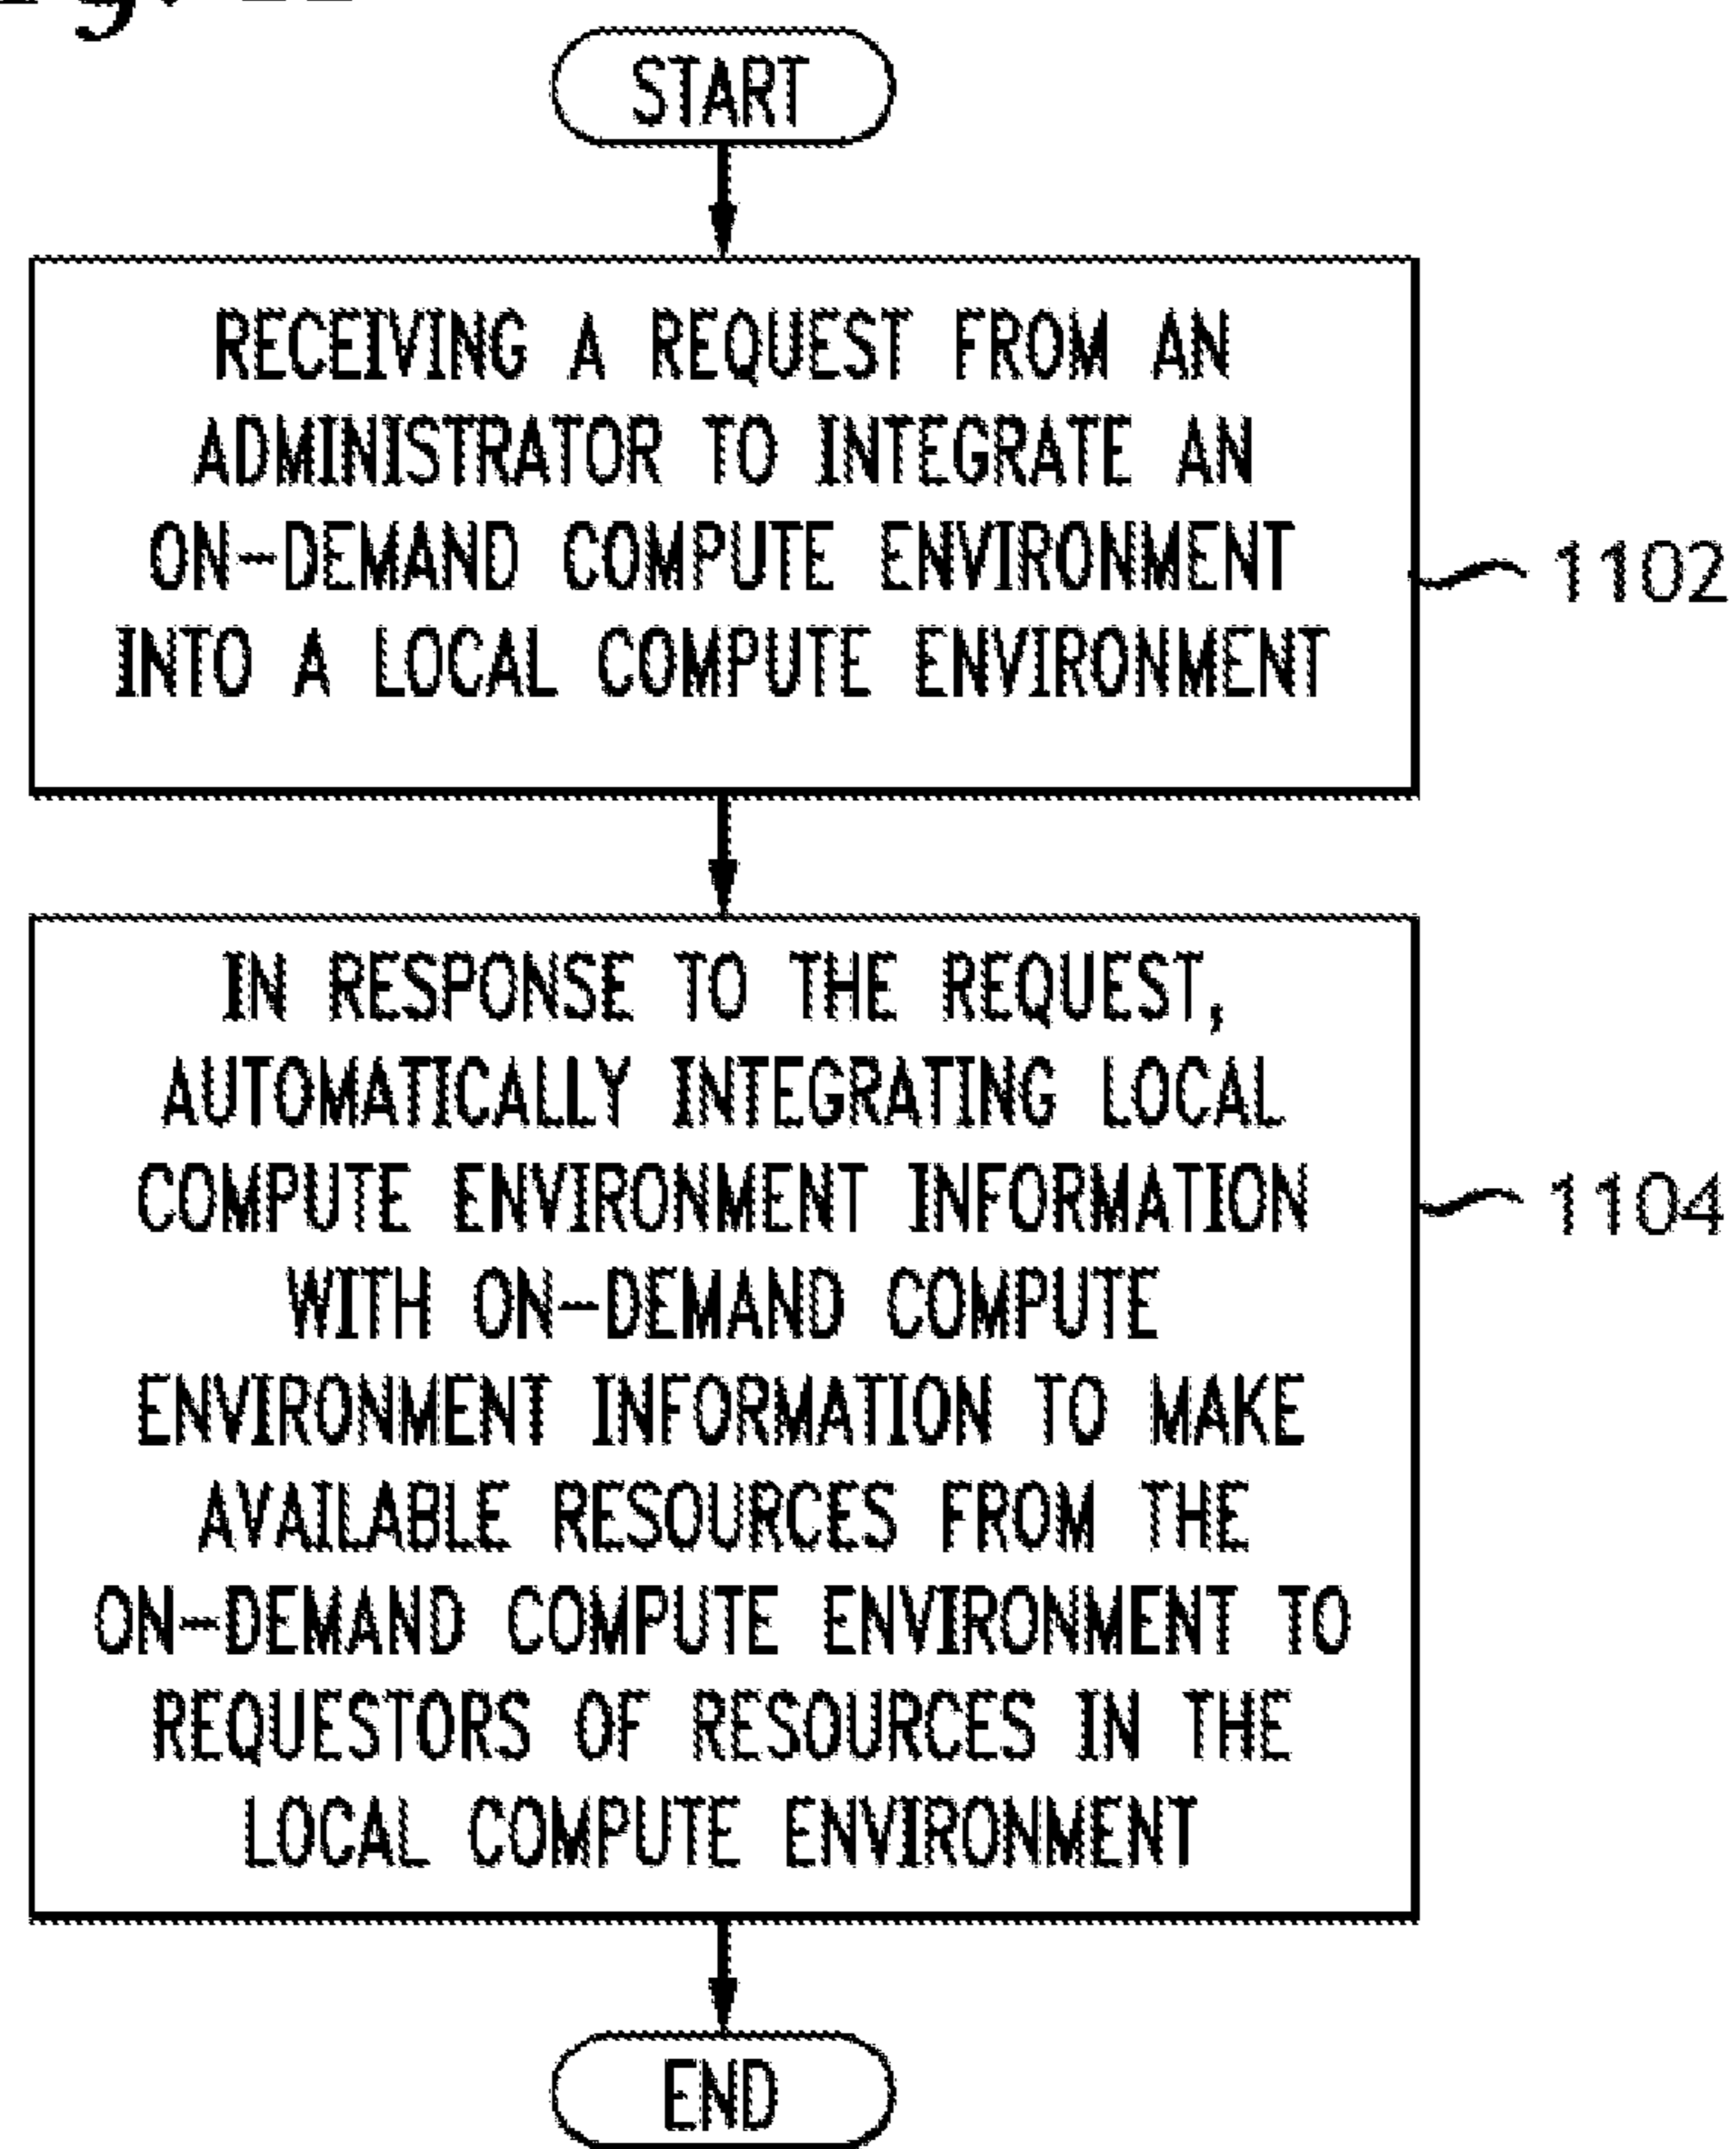 START
RECEIVING A REQUEST FROM AN
ADMINISTRATOR TO INTEGRATE AN
ON-DEMAND COMPUTE ENVIRONMENT
INTO A LOCAL COMPUTE ENVIRONMENT
1102
IN RESPONSE TO THE REQUEST,
AUTOMATICALLY INTEGRATING LOCAL
COMPUTE ENVIRONMENT INFORMATION
WITH ON-DEMAND COMPUTE
ENVIRONMENT INFORMATION TO MAKE
AVAILABLE RESOURCES FROM THE
ON-DEMAND COMPUTE ENVIRONMENT TO
REQUESTORS OF RESOURCES IN THE
LOCAL COMPUTE ENVIRONMENT
1104
END